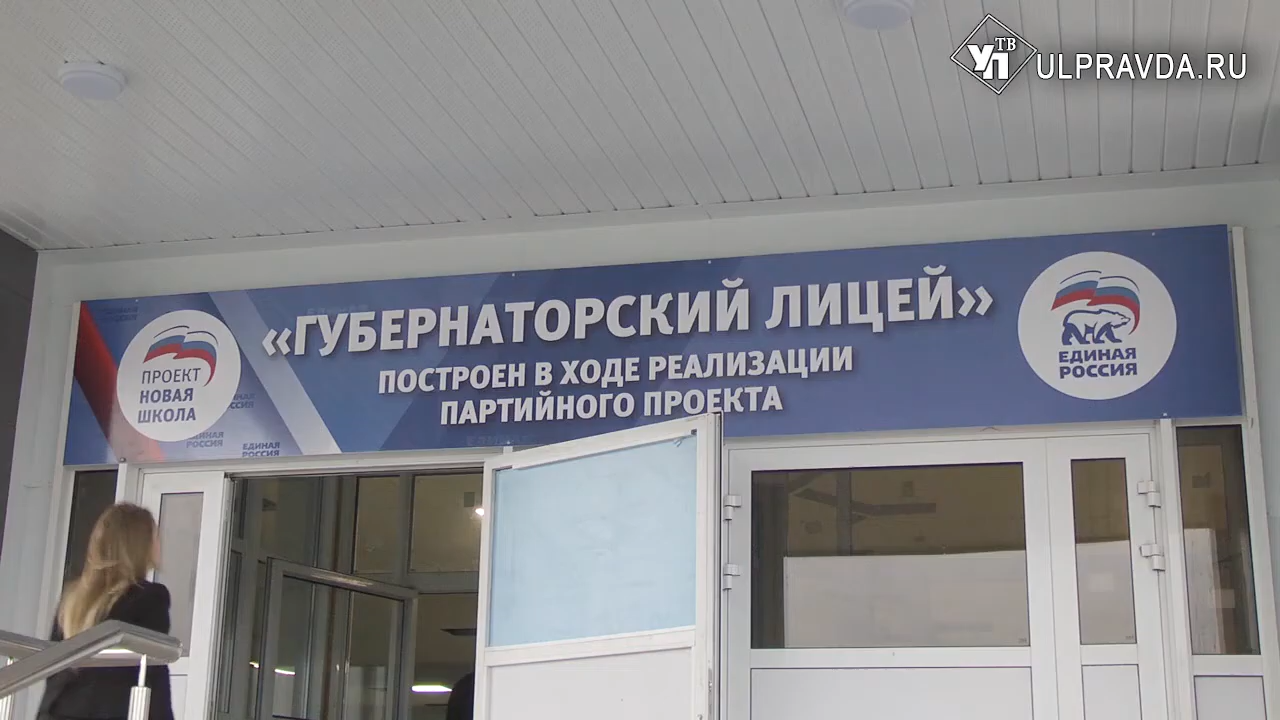 УП ТВ ULPRAVDA.RU
«ГУБЕРНАТОРСКИЙ ЛИЦЕЙ»
ПОСТРОЕН В ХОДЕ РЕАЛИЗАЦИИ
ПАРТИЙНОГО ПРОЕКТА
ПРОЕКТ
НОВАЯ
ШКОЛА
ЕДИНАЯ
РОССИЯ
ЕДИНАЯ
РОССИЯ
ЕДИНАЯ
РОССИЯ